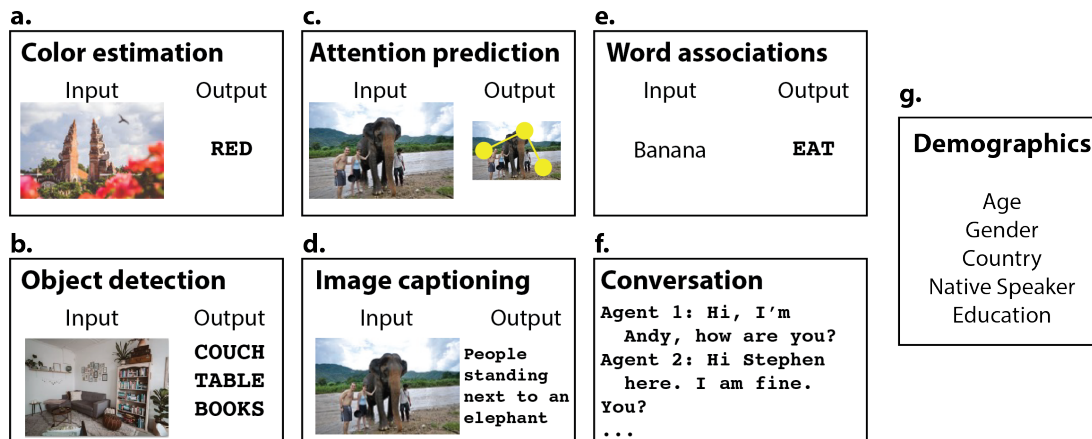 a.
Color estimation
Input Output
RED
b.
Object detection
Input Output
COUCH
TABLE
BOOKS
c.
Attention prediction
Input Output
d.
Image captioning
Input Output
People
standing
next to an
elephant
e.
Word associations
Input Output
Banana EAT
f.
Conversation
Agent 1: Hi, I'm
Andy, how are you?
Agent 2: Hi Stephen
here. I am fine.
You?
...
g.
Demographics
Age
Gender
Country
Native Speaker
Education